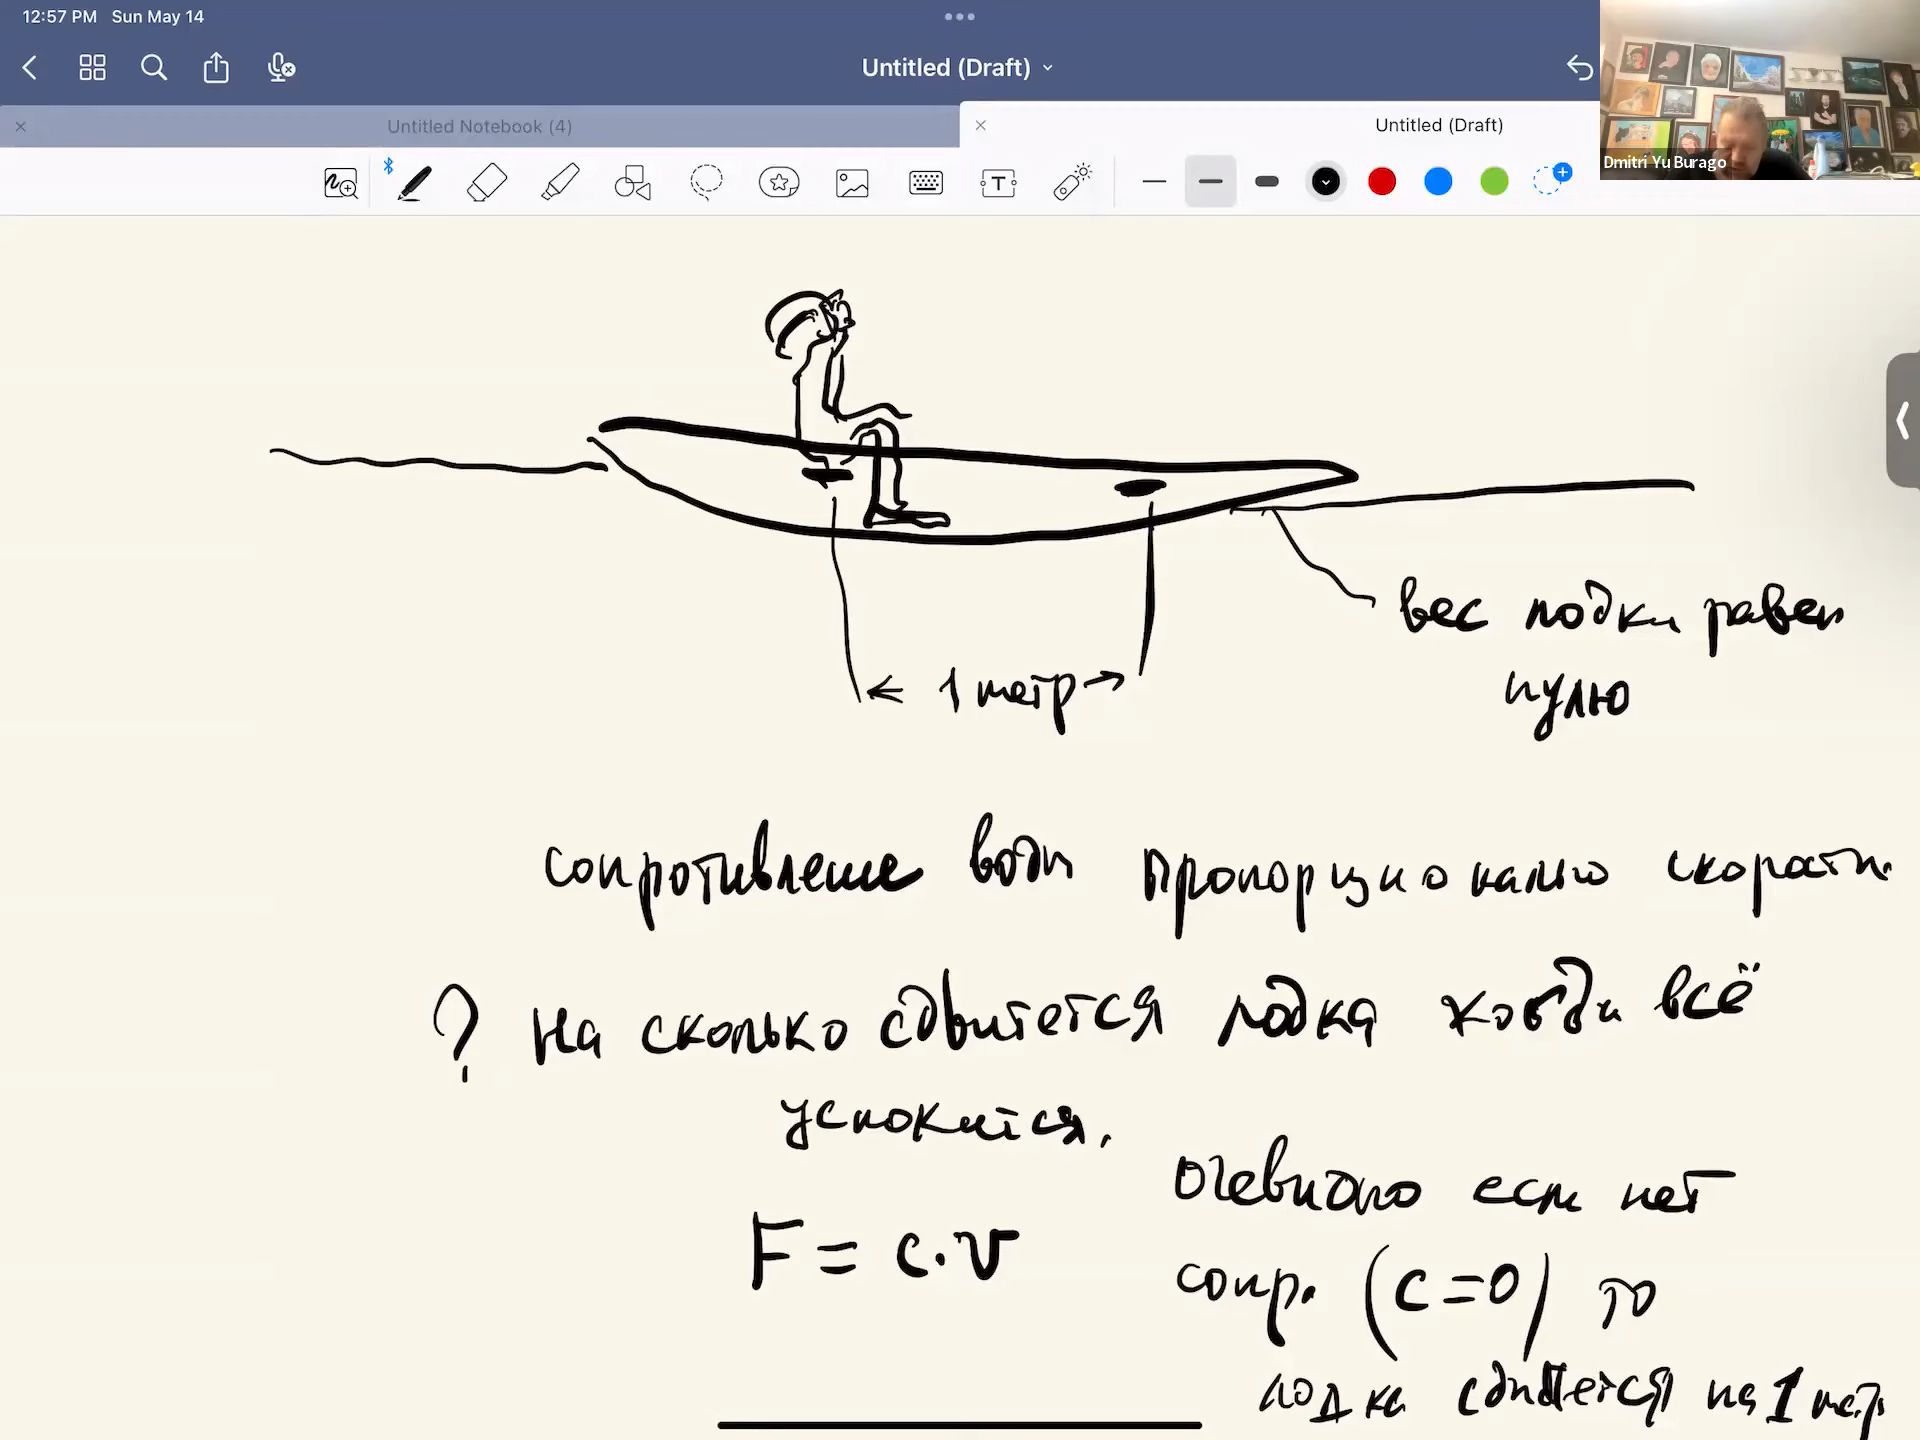 12:57 PM Sun May 14
Untitled (Draft)
Untitled Notebook (4)
Untitled (Draft)
T
Dmitri Yu Burago
вес лодки равен
нулю
1 метр
сопротивление воды пропорционально скорости.
? На сколько сдвигется лодка когда всё
успокоится.
очевидно если нет
F = c·v
сопр. (c=0) то
лодка сдвигется на 1 метр